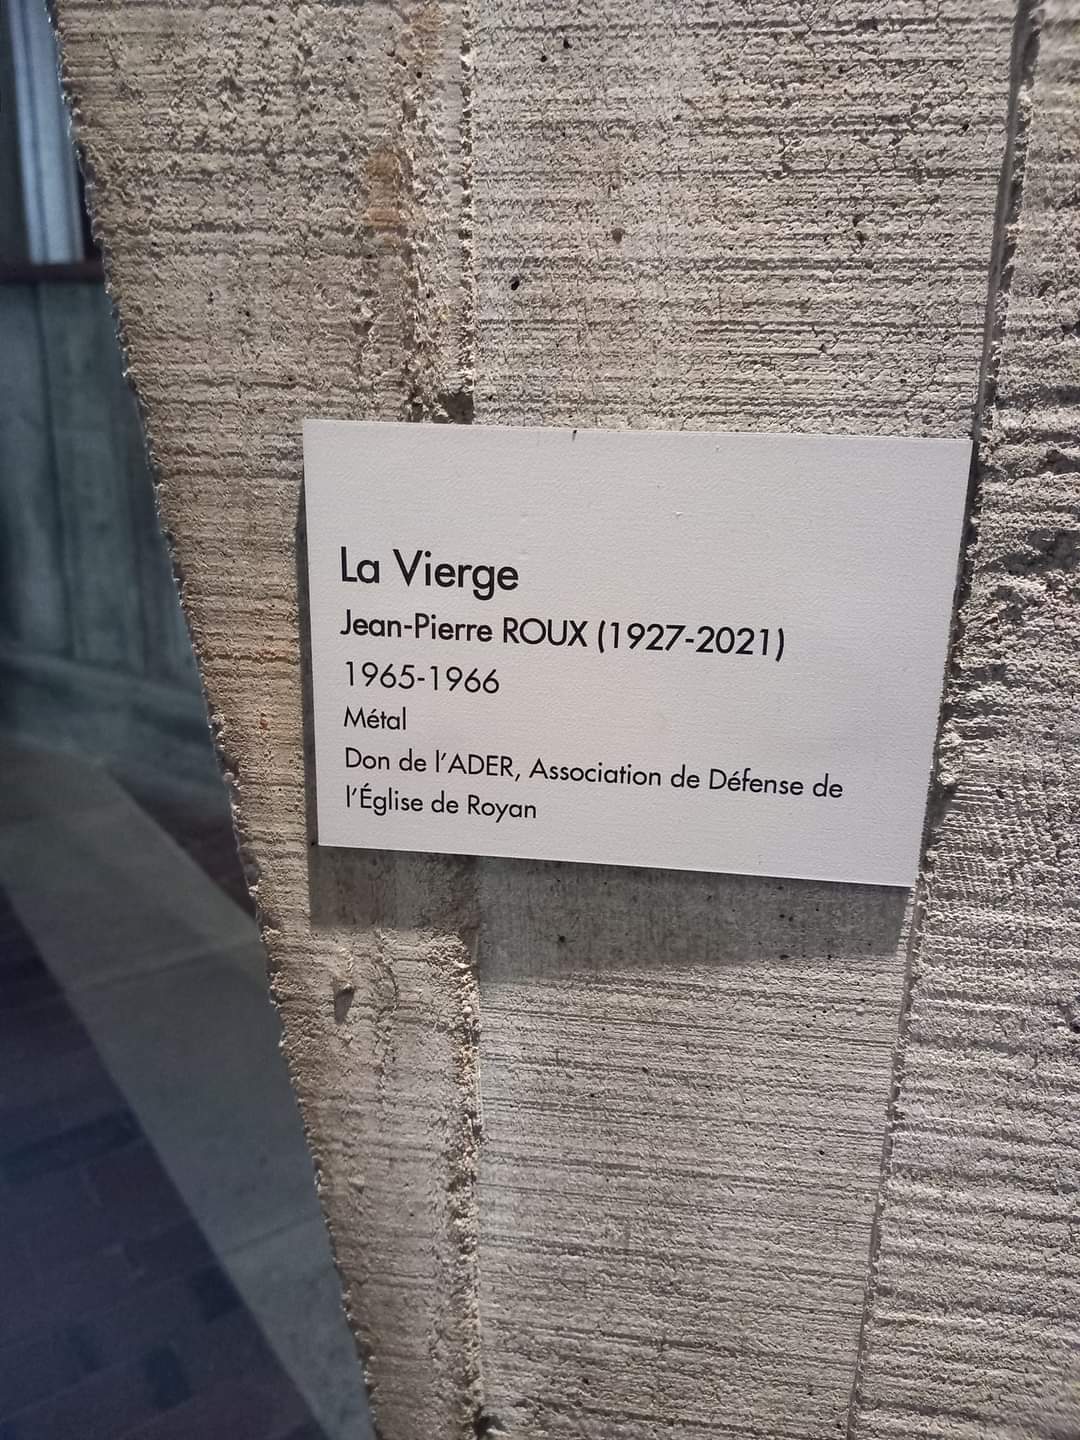 La Vierge
Jean-Pierre ROUX (1927-2021)
1965-1966
Métal
Don de l'ADER, Association de Défense de
l'Église de Royan